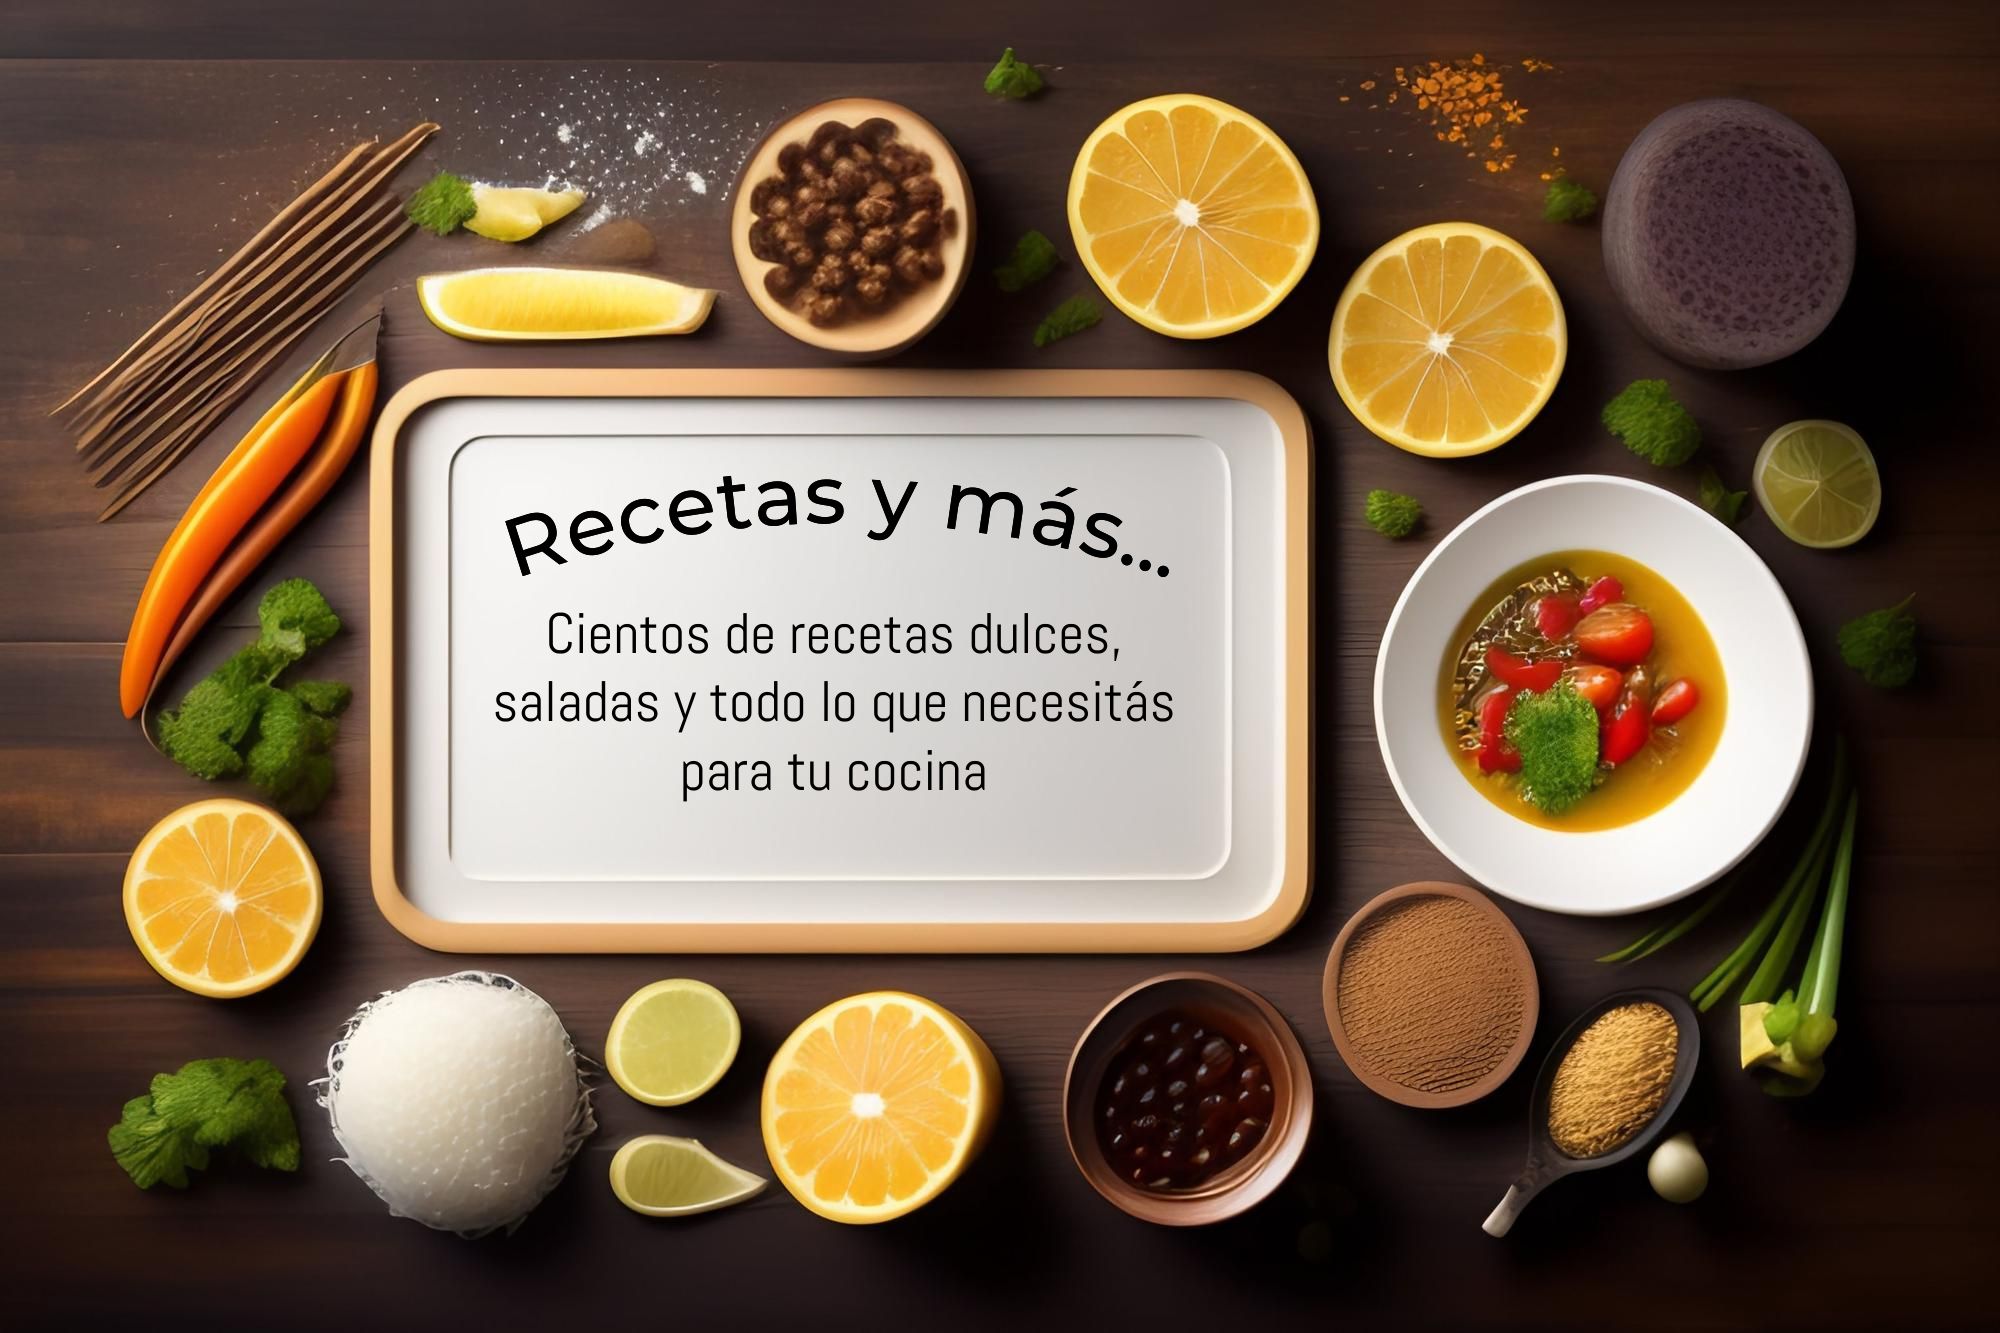 Recetas y más...
Cientos de recetas dulces,
saladas y todo lo que necesitás
para tu cocina